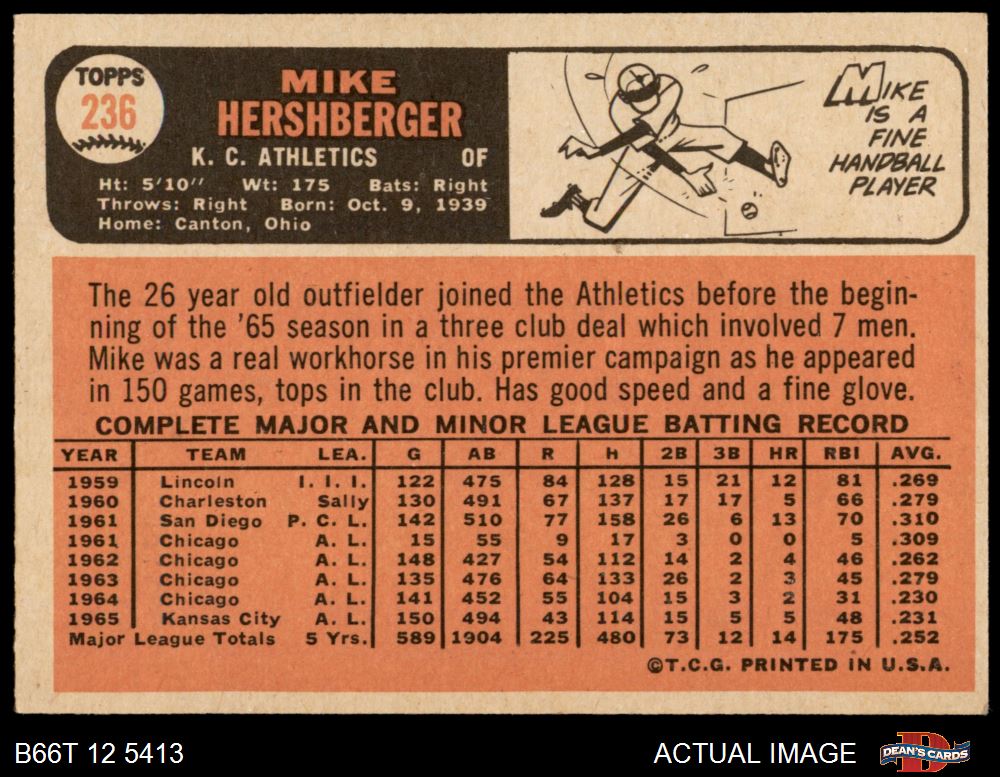 TOPPS
236
MIKE
HERSHBERGER
K. C. ATHLETICS OF
Ht: 5'10" Wt: 175 Bats: Right
Throws: Right Born: Oct. 9, 1939
Home: Canton, Ohio
MIKE
IS A
FINE
HANDBALL
PLAYER
The 26 year old outfielder joined the Athletics before the begin-
ning of the '65 season in a three club deal which involved 7 men.
Mike was a real workhorse in his premier campaign as he appeared
in 150 games, tops in the club. Has good speed and a fine glove.
COMPLETE MAJOR AND MINOR LEAGUE BATTING RECORD
YEAR TEAM LEA. G AB R H 2B 3B HR RBI AVG.
1959 Lincoln I. I. I. 122 475 84 128 15 21 12 81 .269
1960 Charleston Sally 130 491 67 137 17 17 5 66 .279
1961 San Diego P. C. L. 142 510 77 158 26 6 13 70 .310
1961 Chicago A. L. 15 55 9 17 3 0 0 5 .309
1962 Chicago A. L. 148 427 54 112 14 2 4 46 .262
1963 Chicago A. L. 135 476 64 133 26 2 3 45 .279
1964 Chicago A. L. 141 452 55 104 15 3 2 31 .230
1965 Kansas City A. L. 150 494 43 114 15 5 5 48 .231
Major League Totals 5 Yrs. 589 1904 225 480 73 12 14 175 .252
©T.C.G. PRINTED IN U.S.A.
B66T 12 5413 ACTUAL IMAGE
DEAN'S CARDS